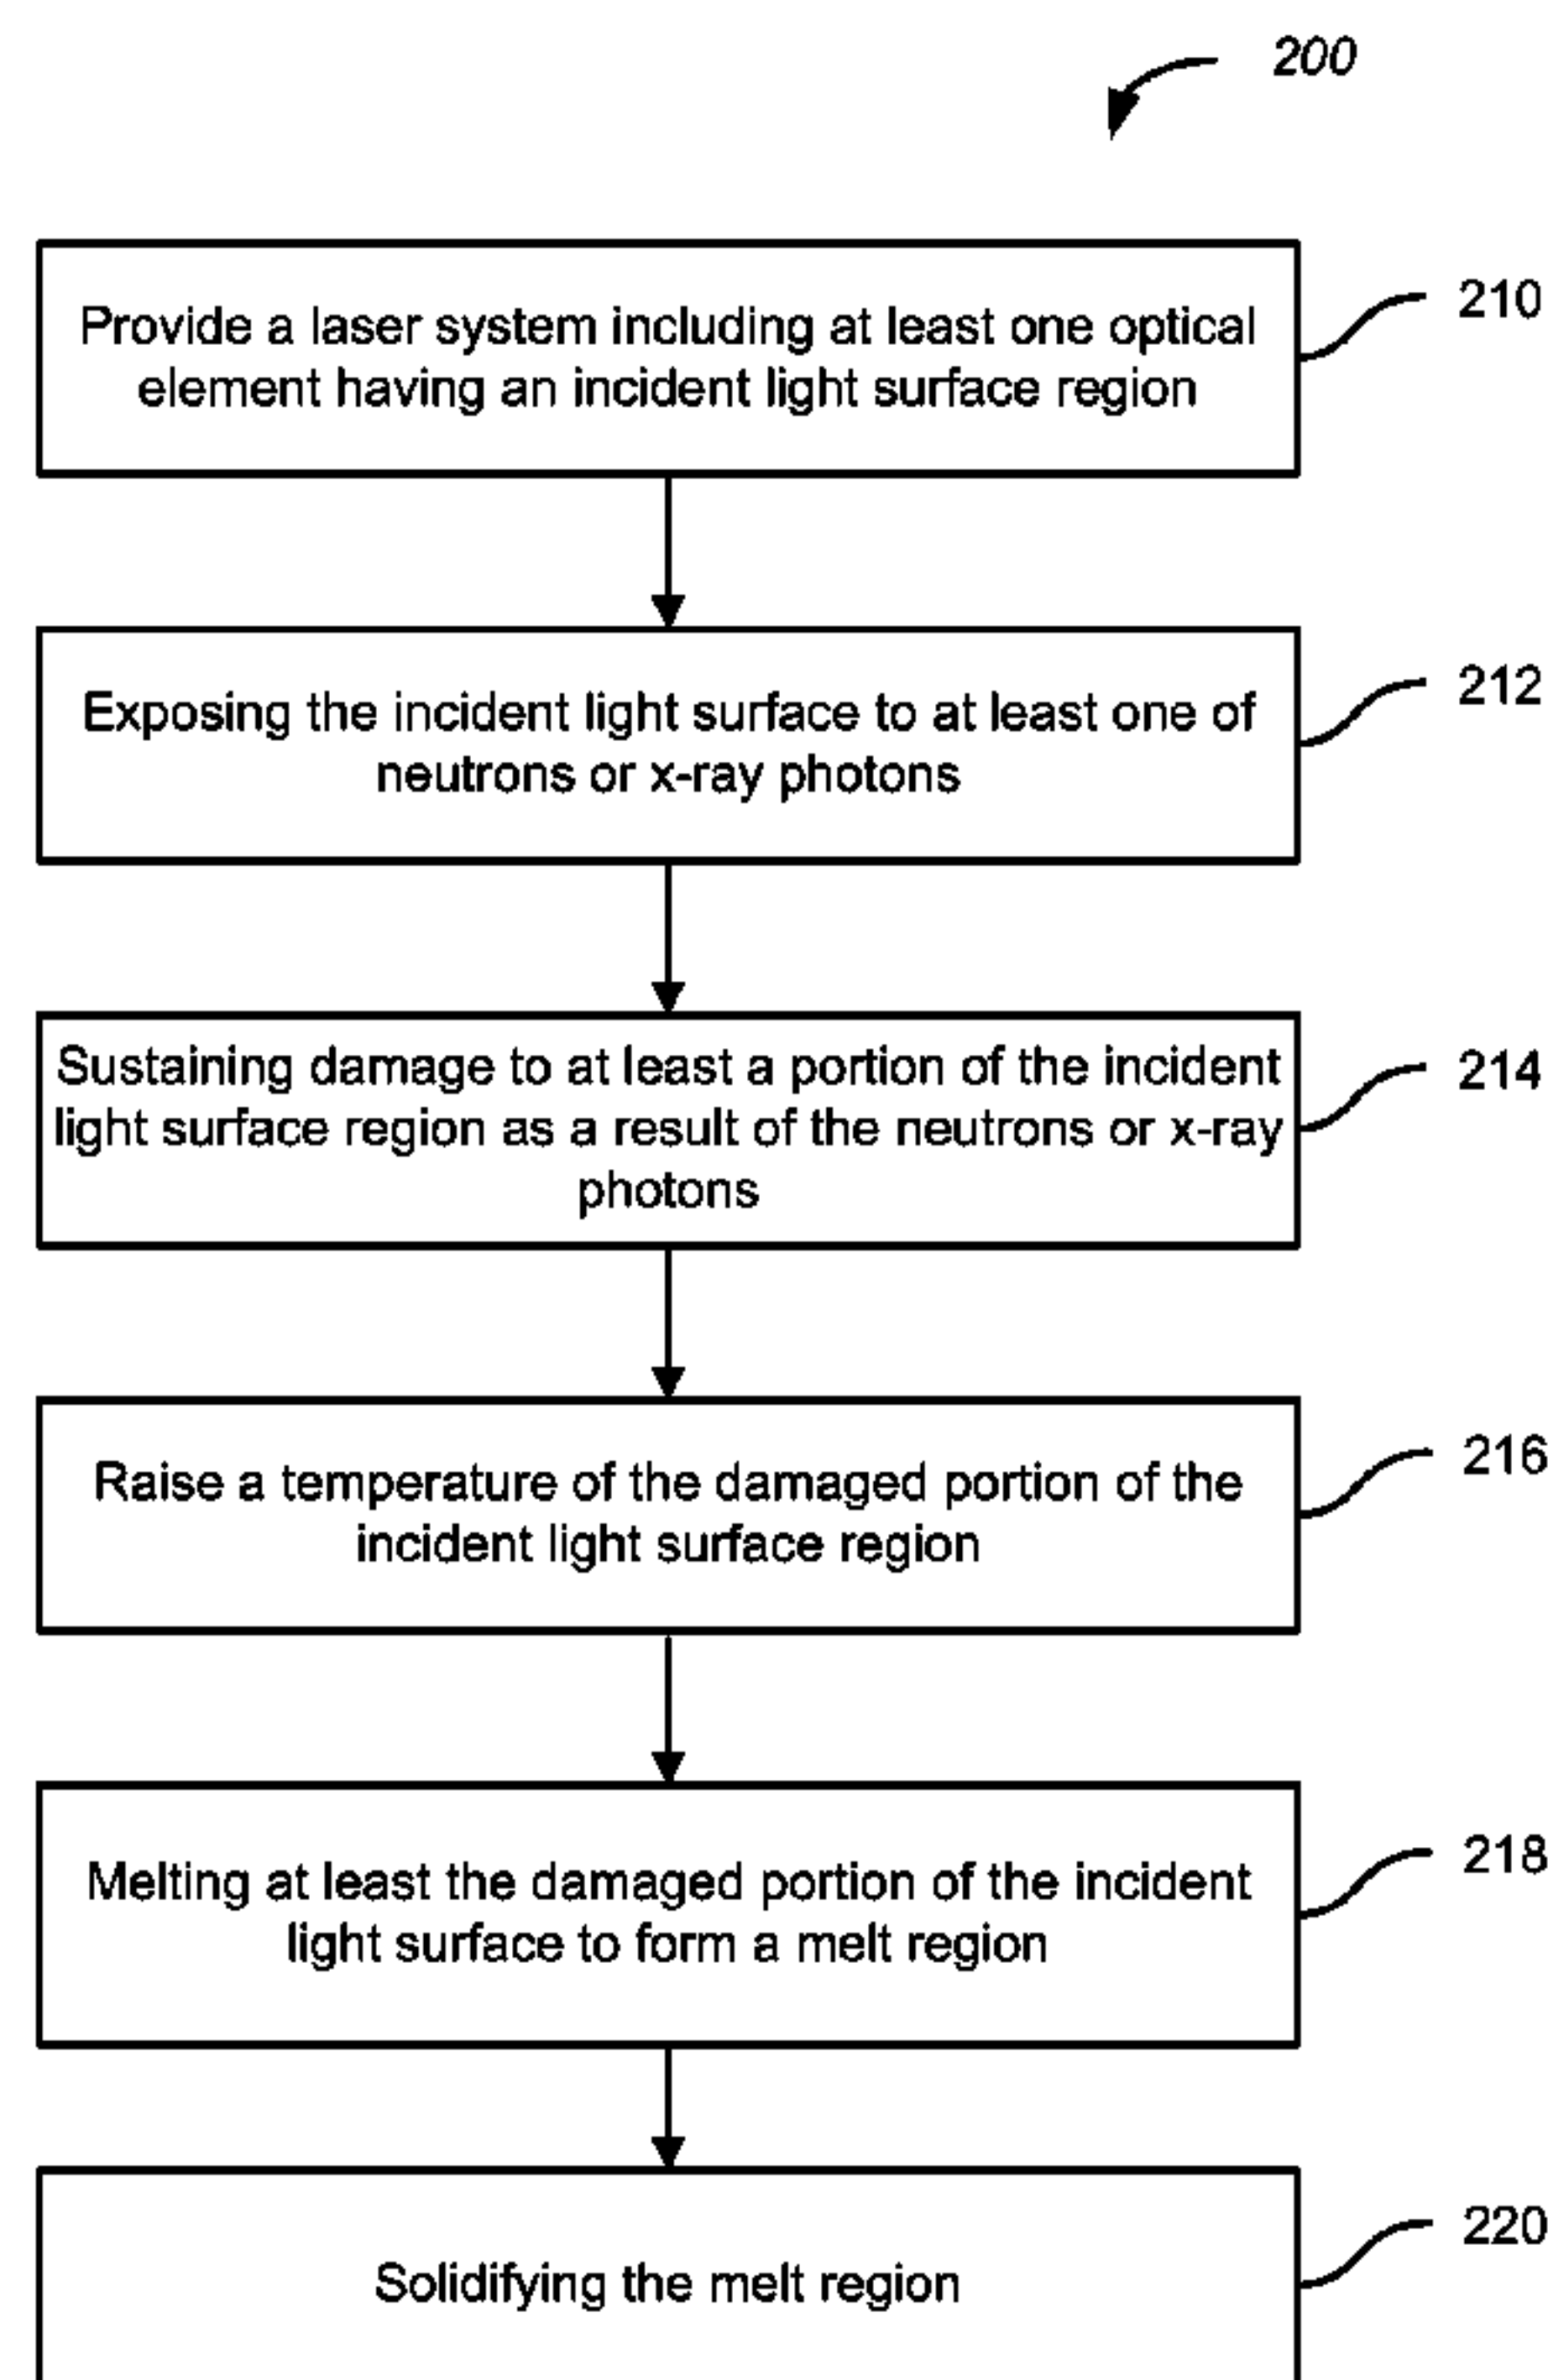 200
Provide a laser system including at least one optical
element having an incident light surface region
210
Exposing the incident light surface to at least one of
neutrons or x-ray photons
212
Sustaining damage to at least a portion of the incident
light surface region as a result of the neutrons or x-ray
photons
214
Raise a temperature of the damaged portion of the
incident light surface region
216
Melting at least the damaged portion of the incident
light surface to form a melt region
218
Solidifying the melt region
220